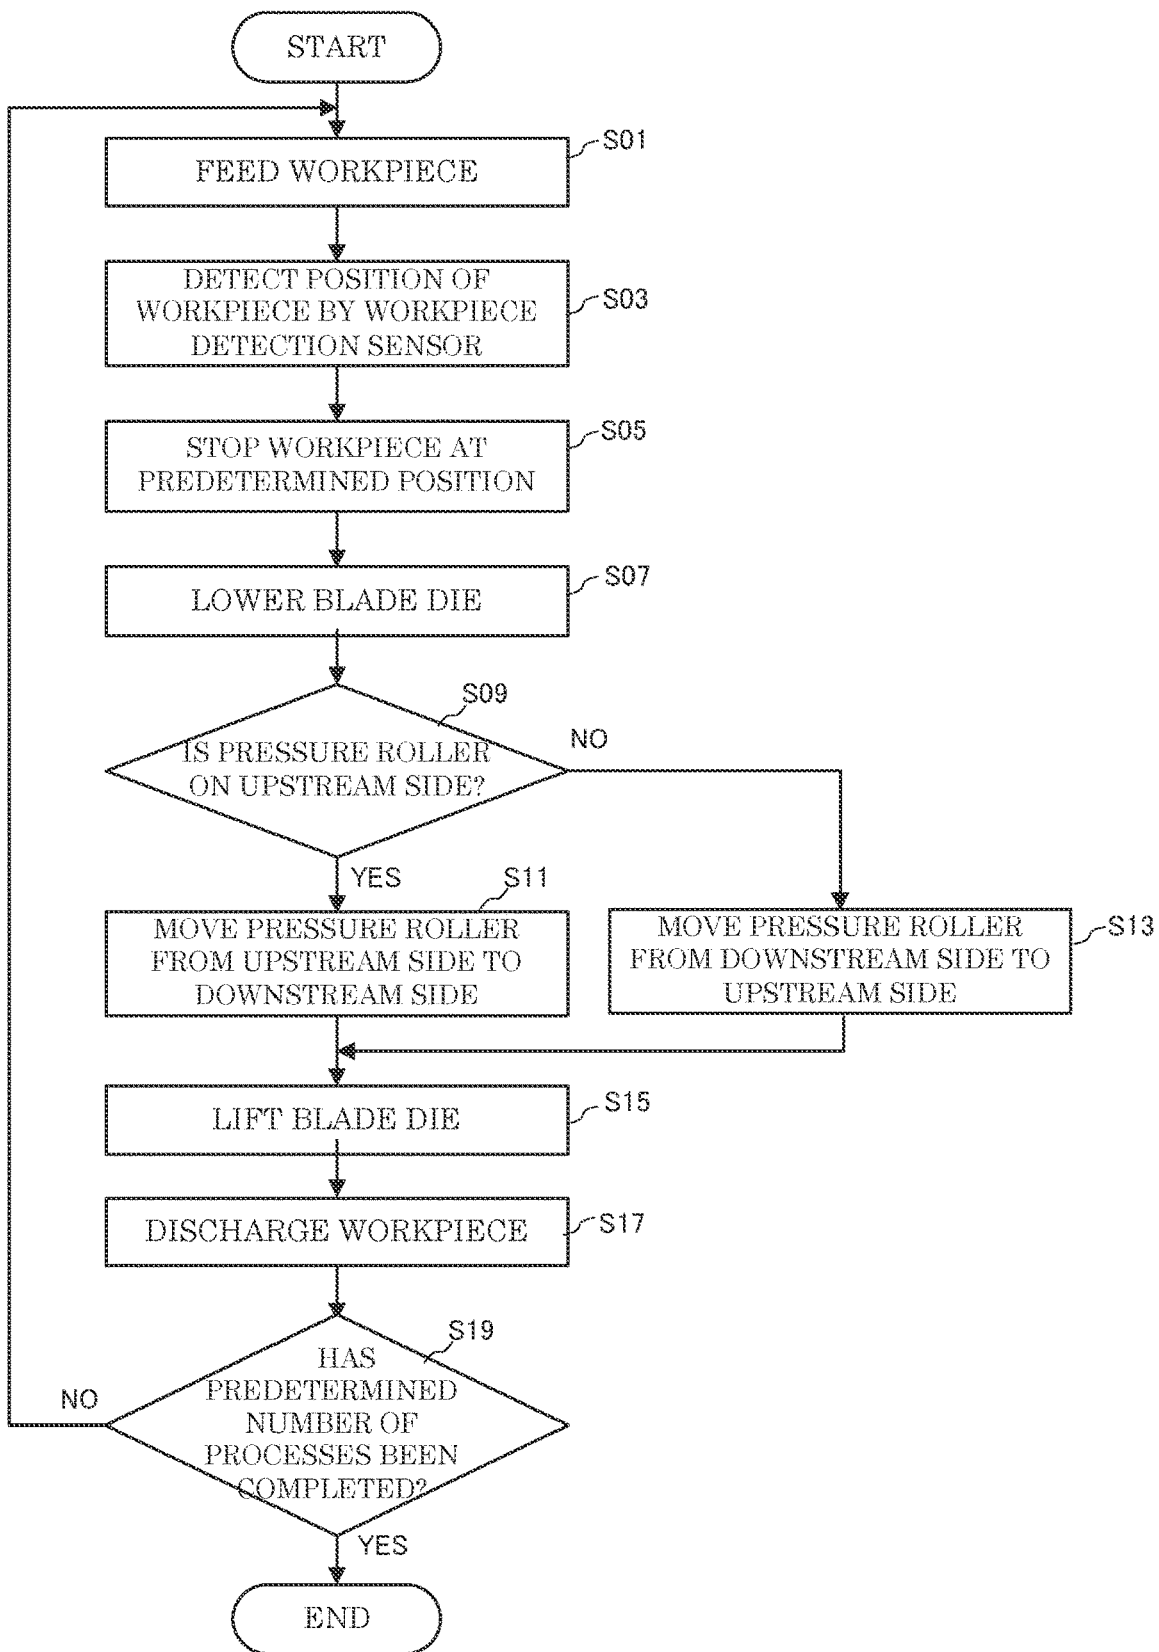 START
S01
FEED WORKPIECE
DETECT POSITION OF
WORKPIECE BY WORKPIECE
DETECTION SENSOR
S03
STOP WORKPIECE AT
PREDETERMINED POSITION
S05
LOWER BLADE DIE
S07
S09
IS PRESSURE ROLLER
ON UPSTREAM SIDE?
NO
YES
S11
MOVE PRESSURE ROLLER
FROM UPSTREAM SIDE TO
DOWNSTREAM SIDE
MOVE PRESSURE ROLLER
FROM DOWNSTREAM SIDE TO
UPSTREAM SIDE
S13
LIFT BLADE DIE
S15
DISCHARGE WORKPIECE
S17
S19
HAS
PREDETERMINED
NUMBER OF
PROCESSES BEEN
COMPLETED?
NO
YES
END